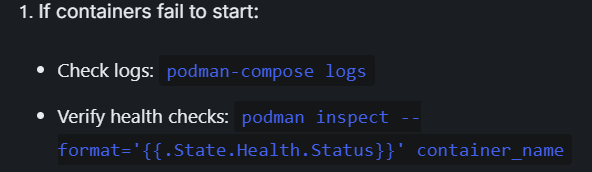 1. If containers fail to start:
• Check logs: podman-compose logs
• Verify health checks: podman inspect --
format='{{.State.Health.Status}}' container_name